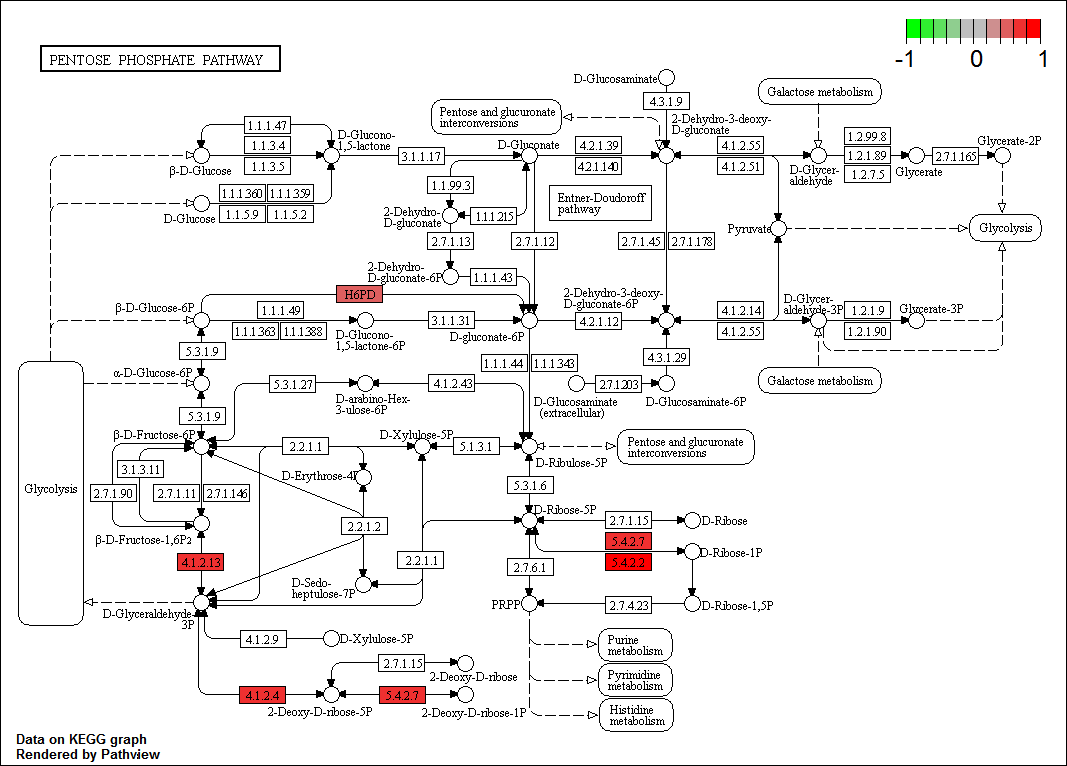 PENTOSE PHOSPHATE PATHWAY
-1 0 1
D-Glucosaminate
4.3.1.9
Galactose metabolism
Pentose and glucuronate
interconversions
2-Dehydro-3-deoxy-
D-gluconate
1.1.1.47
D-Glucono-
1,5-lactone
1.1.3.4
1.1.3.5
β-D-Glucose
3.1.1.17
D-Gluconate
4.2.1.39
4.2.1.140
4.1.2.55
4.1.2.51
D-Glycer-
aldehyde
1.2.99.8
1.2.1.89
1.2.7.5
Glycerate
2.7.1.165
Glycerate-2P
1.1.1.360
1.1.1.359
1.1.5.9
1.1.5.2
D-Glucose
1.1.99.3
2-Dehydro-
D-gluconate
1.1.1.215
Entner-Doudoroff
pathway
2.7.1.13
2.7.1.12
2.7.1.45
2.7.1.178
Pyruvate
Glycolysis
2-Dehydro-
D-gluconate-6P
1.1.1.43
H6PD
β-D-Glucose-6P
1.1.1.49
1.1.1.363
1.1.1.388
D-Glucono-
1,5-lactone-6P
3.1.1.31
D-gluconate-6P
2-Dehydro-3-deoxy-
D-gluconate-6P
4.2.1.12
4.1.2.14
4.1.2.55
D-Glycer-
aldehyde-3P
1.2.1.9
1.2.1.90
Glycerate-3P
5.3.1.9
1.1.1.44
1.1.1.343
4.3.1.29
α-D-Glucose-6P
5.3.1.27
D-arabino-Hex-
3-ulose-6P
4.1.2.43
D-Glucosaminate
(extracellular)
2.7.1.203
D-Glucosaminate-6P
Galactose metabolism
5.3.1.9
β-D-Fructose-6P
2.2.1.1
D-Xylulose-5P
5.1.3.1
D-Ribulose-5P
Pentose and glucuronate
interconversions
3.1.3.11
2.7.1.90
2.7.1.11
2.7.1.146
D-Erythrose-4P
5.3.1.6
Glycolysis
β-D-Fructose-1,6P2
2.2.1.2
D-Ribose-5P
2.7.1.15
D-Ribose
5.4.2.7
5.4.2.2
D-Ribose-1P
4.1.2.13
2.2.1.1
2.7.6.1
D-Sedo-
heptulose-7P
D-Glyceraldehyde-
3P
PRPP
2.7.4.23
D-Ribose-1,5P
4.1.2.9
D-Xylulose-5P
Purine
metabolism
2.7.1.15
2-Deoxy-D-ribose
Pyrimidine
metabolism
4.1.2.4
2-Deoxy-D-ribose-5P
5.4.2.7
2-Deoxy-D-ribose-1P
Histidine
metabolism
Data on KEGG graph
Rendered by Pathview